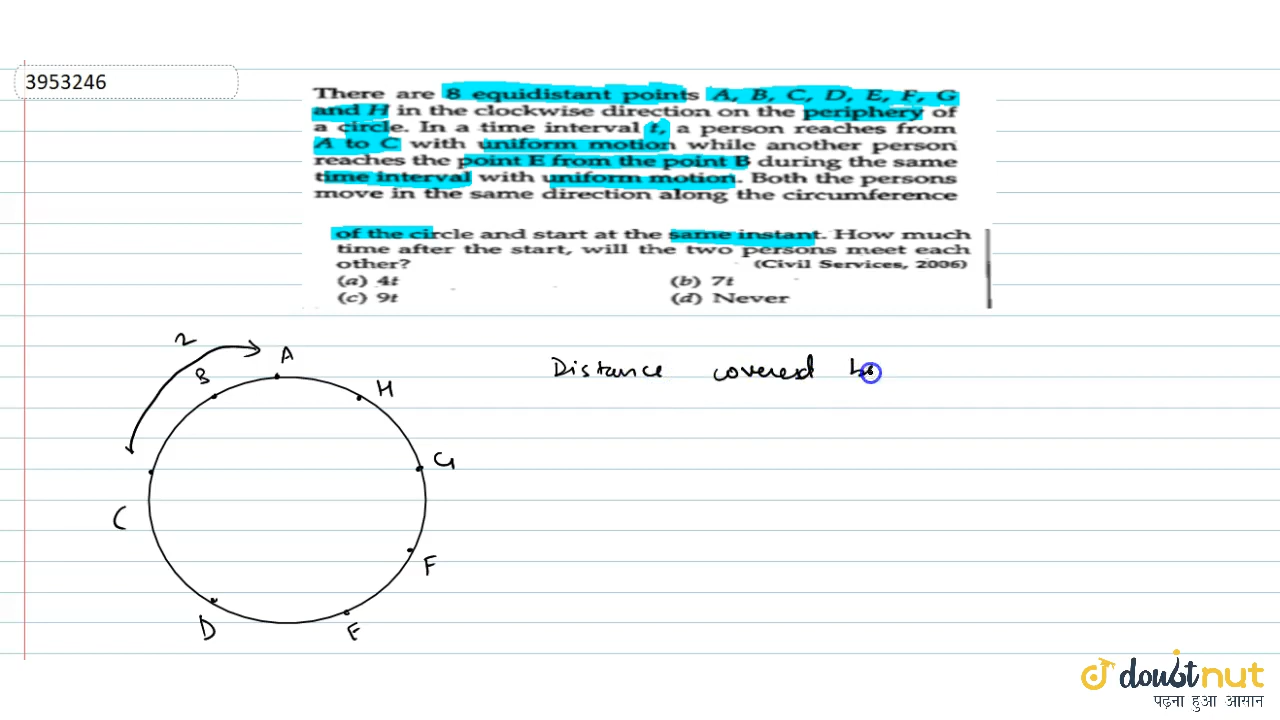 3953246
There are 8 equidistant points A, B, C, D, E, F, G
and H in the clockwise direction on the periphery of
a circle. In a time interval t, a person reaches from
A to C with uniform motion while another person
reaches the point E from the point B during the same
time interval with uniform motion. Both the persons
move in the same direction along the circumference
of the circle and start at the same instant. How much
time after the start, will the two persons meet each
other? (Civil Services, 2006)
(a) 4t (b) 7t
(c) 9t (d) Never
2
A
B
H
Distance covered
G
C
F
D
E
doubtnut
पढ़ना हुआ आसान